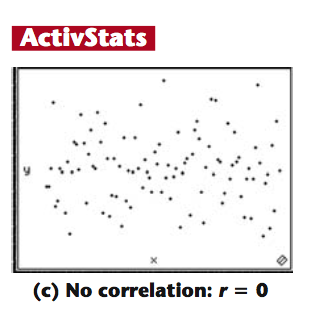 ActivStats
y
x
(c) No correlation: r = 0